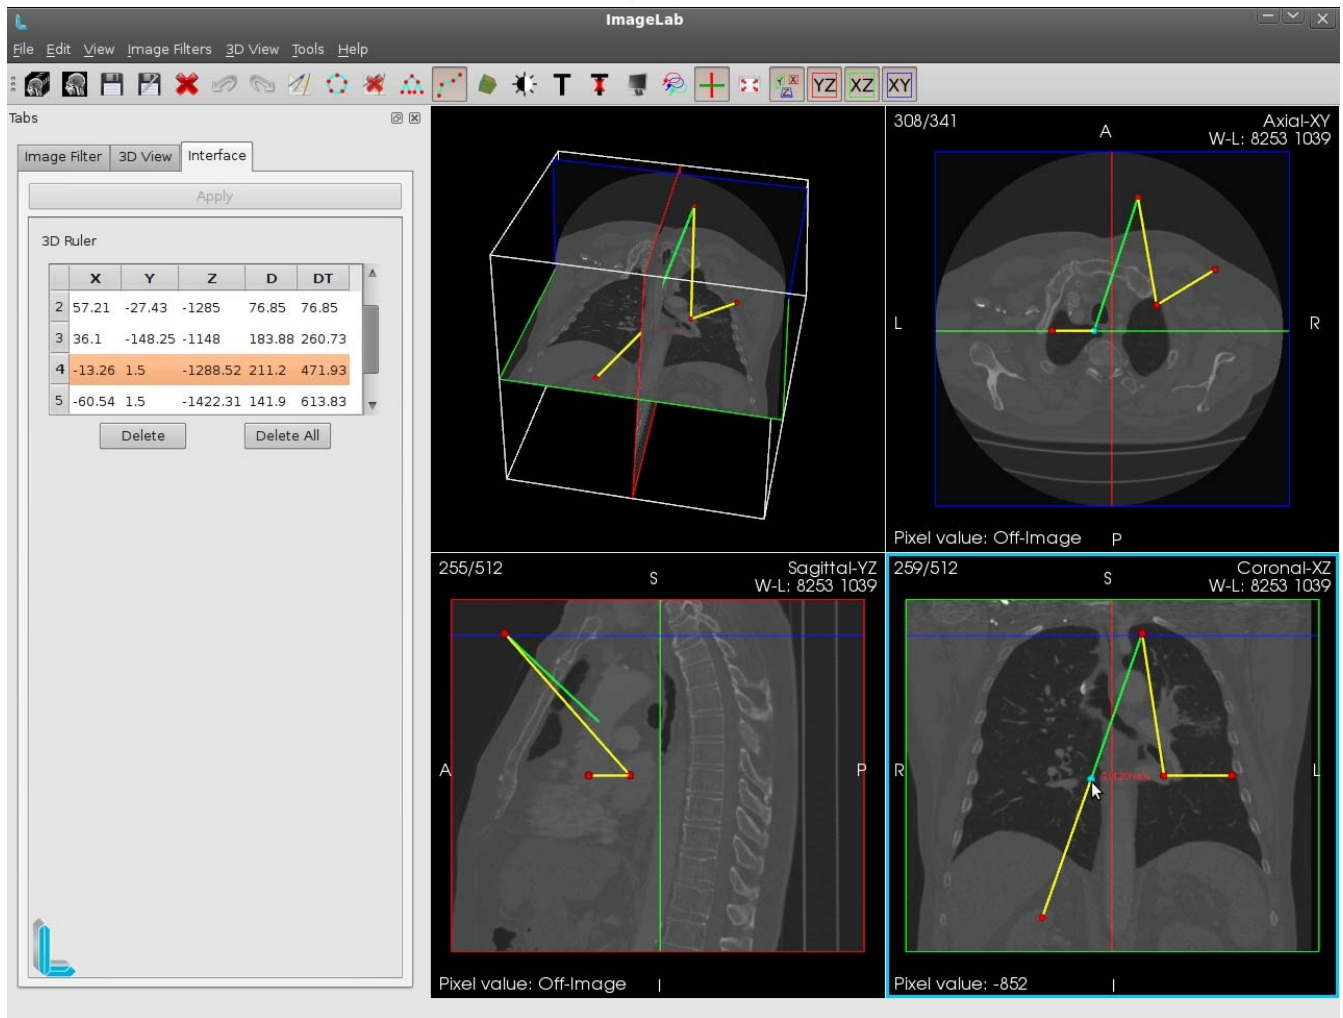 ImageLab
File Edit View Image Filters 3D View Tools Help
T YZ XZ XY
Tabs
Image Filter 3D View Interface
Apply
3D Ruler
X Y Z D DT
2 57.21 -27.43 -1285 76.85 76.85
3 36.1 -148.25 -1148 183.88 260.73
4 -13.26 1.5 -1288.52 211.2 471.93
5 -60.54 1.5 -1422.31 141.9 613.83
Delete Delete All
308/341 A Axial-XY
W-L: 8253 1039
L R
Pixel value: Off-Image P
255/512 S Sagittal-YZ
W-L: 8253 1039
A P
Pixel value: Off-Image I
259/512 S Coronal-XZ
W-L: 8253 1039
R L
Pixel value: -852 I